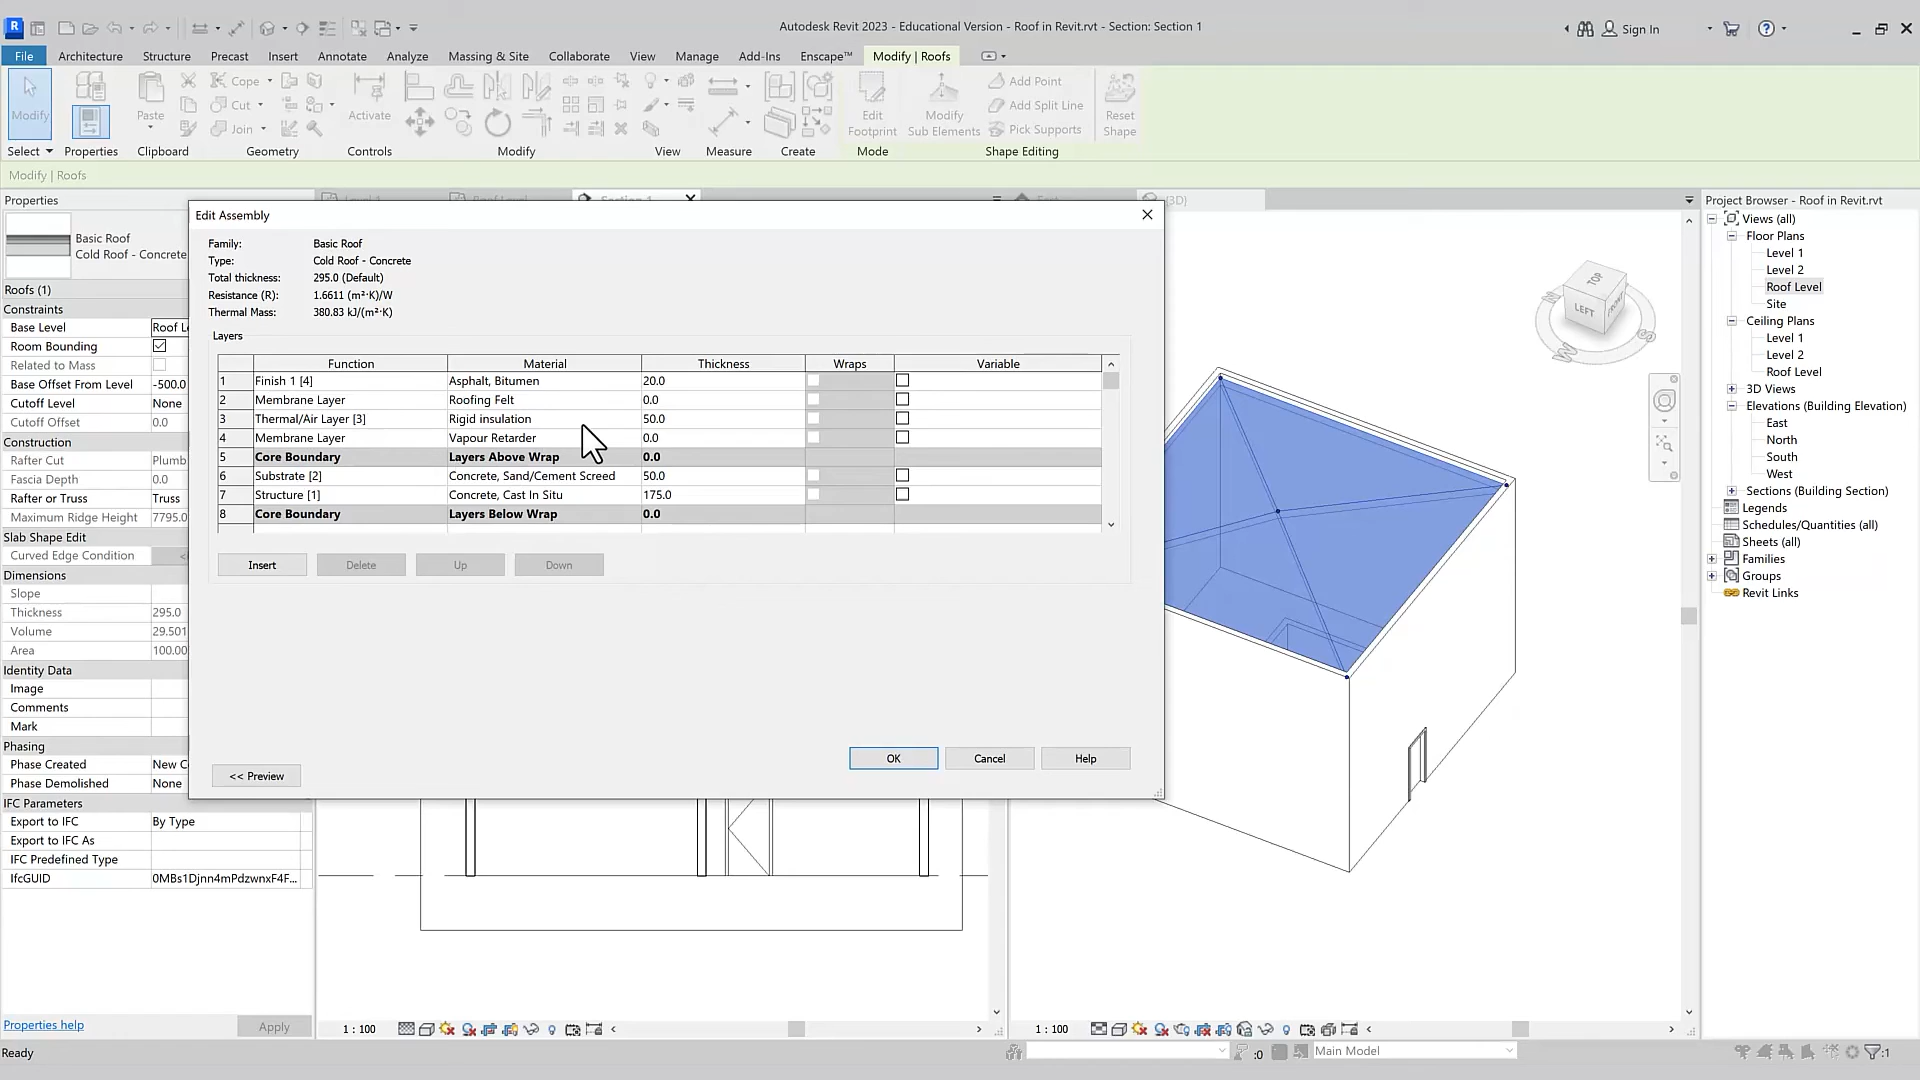 R
Autodesk Revit 2023 - Educational Version - Roof in Revit.rvt - Section: Section 1
Sign In
File Architecture Structure Precast Insert Annotate Analyze Massing & Site Collaborate View Manage Add-Ins Enscape™ Modify | Roofs
Modify
Paste
Cope
Cut
Join
Activate
Edit Footprint
Modify Sub Elements
Add Point
Add Split Line
Pick Supports
Reset Shape
Select Properties Clipboard Geometry Controls Modify View Measure Create Mode Shape Editing
Modify | Roofs
Properties
Basic Roof
Cold Roof - Concrete
Roofs (1)
Constraints
Base Level Roof L
Room Bounding
Related to Mass
Base Offset From Level -500.0
Cutoff Level None
Cutoff Offset 0.0
Construction
Rafter Cut Plumb
Fascia Depth 0.0
Rafter or Truss Truss
Maximum Ridge Height 7795.0
Slab Shape Edit
Curved Edge Condition
Dimensions
Slope
Thickness 295.0
Volume 29.501
Area 100.00
Identity Data
Image
Comments
Mark
Phasing
Phase Created New C
Phase Demolished None
IFC Parameters
Export to IFC By Type
Export to IFC As
IFC Predefined Type
IfcGUID 0MBs1Djnn4mPdzwnxF4F...
Properties help
Apply
Edit Assembly
Family: Basic Roof
Type: Cold Roof - Concrete
Total thickness: 295.0 (Default)
Resistance (R): 1.6611 (m²·K)/W
Thermal Mass: 380.83 kJ/(m²·K)
Layers
Function Material Thickness Wraps Variable
1 Finish 1 [4] Asphalt, Bitumen 20.0
2 Membrane Layer Roofing Felt 0.0
3 Thermal/Air Layer [3] Rigid insulation 50.0
4 Membrane Layer Vapour Retarder 0.0
5 Core Boundary Layers Above Wrap 0.0
6 Substrate [2] Concrete, Sand/Cement Screed 50.0
7 Structure [1] Concrete, Cast In Situ 175.0
8 Core Boundary Layers Below Wrap 0.0
Insert Delete Up Down
OK Cancel Help
<< Preview
TOP
LEFT
FRONT
N
S
W
Project Browser - Roof in Revit.rvt
Views (all)
Floor Plans
Level 1
Level 2
Roof Level
Site
Ceiling Plans
Level 1
Level 2
Roof Level
3D Views
Elevations (Building Elevation)
East
North
South
West
Sections (Building Section)
Legends
Schedules/Quantities (all)
Sheets (all)
Families
Groups
Revit Links
1 : 100
1 : 100
Ready
:0
Main Model
:1